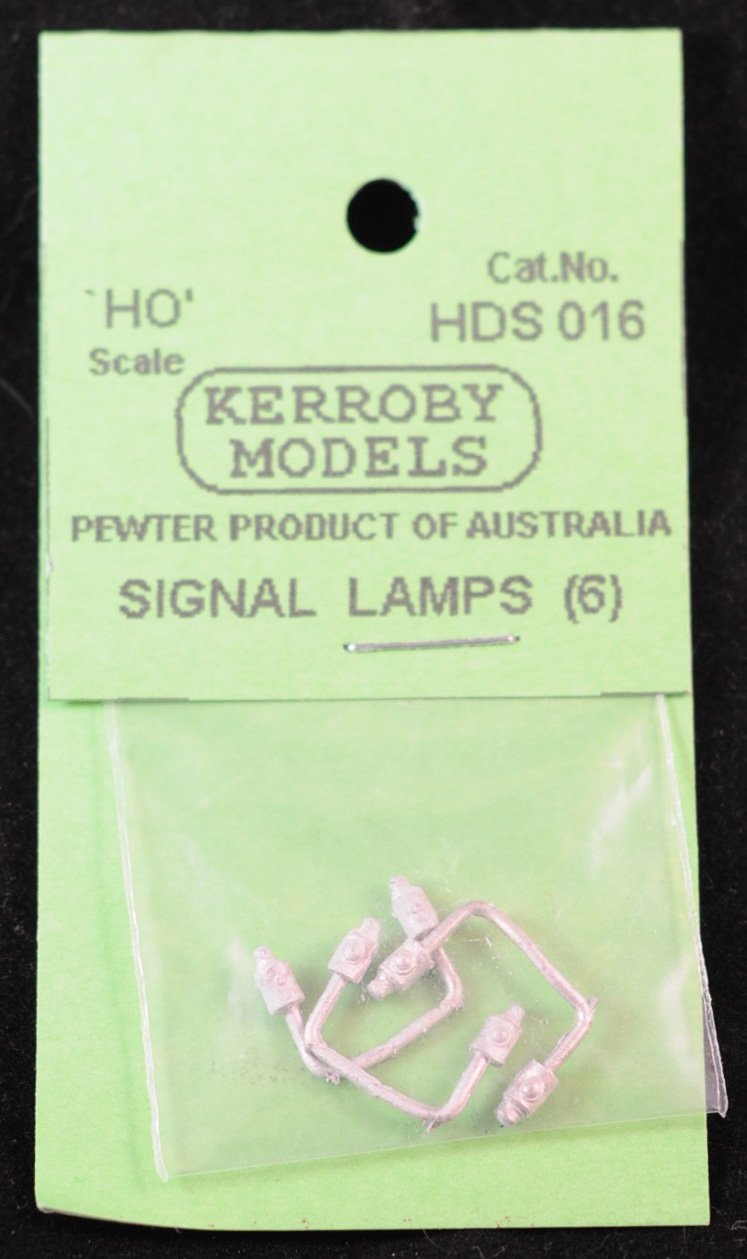 Cat.No.
`HO' HDS 016
Scale
KERROBY
MODELS
PEWTER PRODUCT OF AUSTRALIA
SIGNAL LAMPS (6)